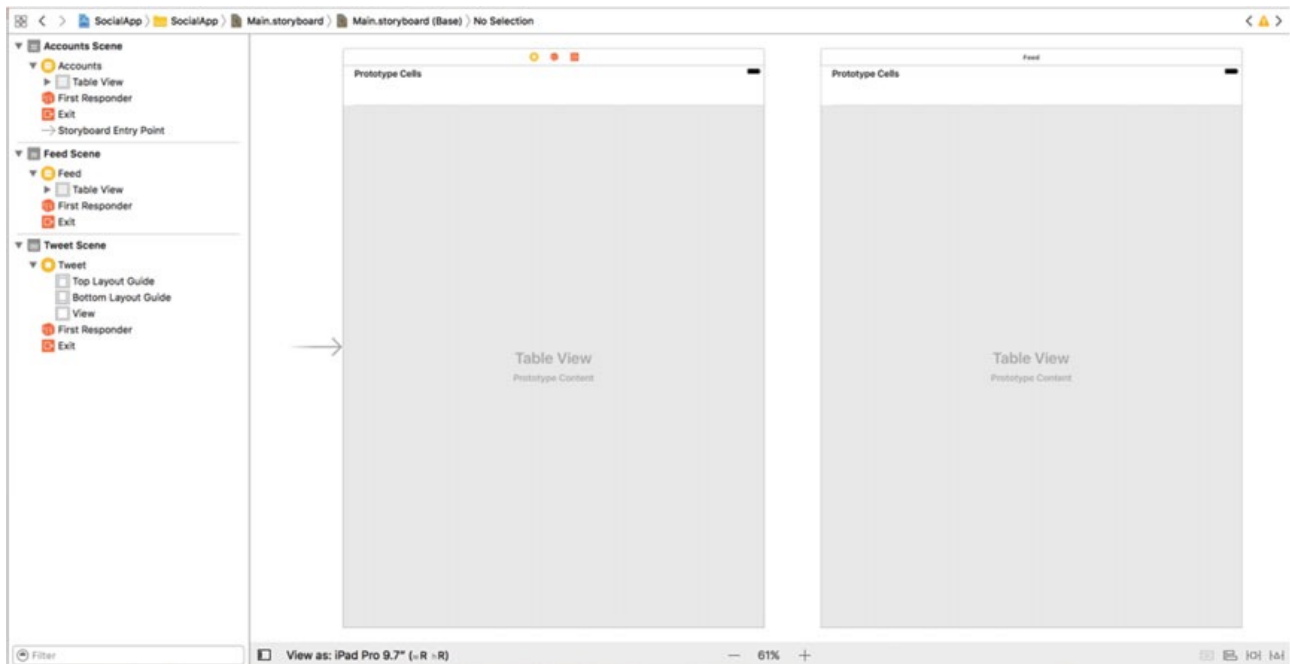 SocialApp SocialApp Main.storyboard Main.storyboard (Base) No Selection
Accounts Scene
Accounts
Table View
First Responder
Exit
Storyboard Entry Point
Feed Scene
Feed
Table View
First Responder
Exit
Tweet Scene
Tweet
Top Layout Guide
Bottom Layout Guide
View
First Responder
Exit
Filter
Prototype Cells
Table View
Prototype Content
Feed
Prototype Cells
Table View
Prototype Content
View as: iPad Pro 9.7" (wR hR)
61%